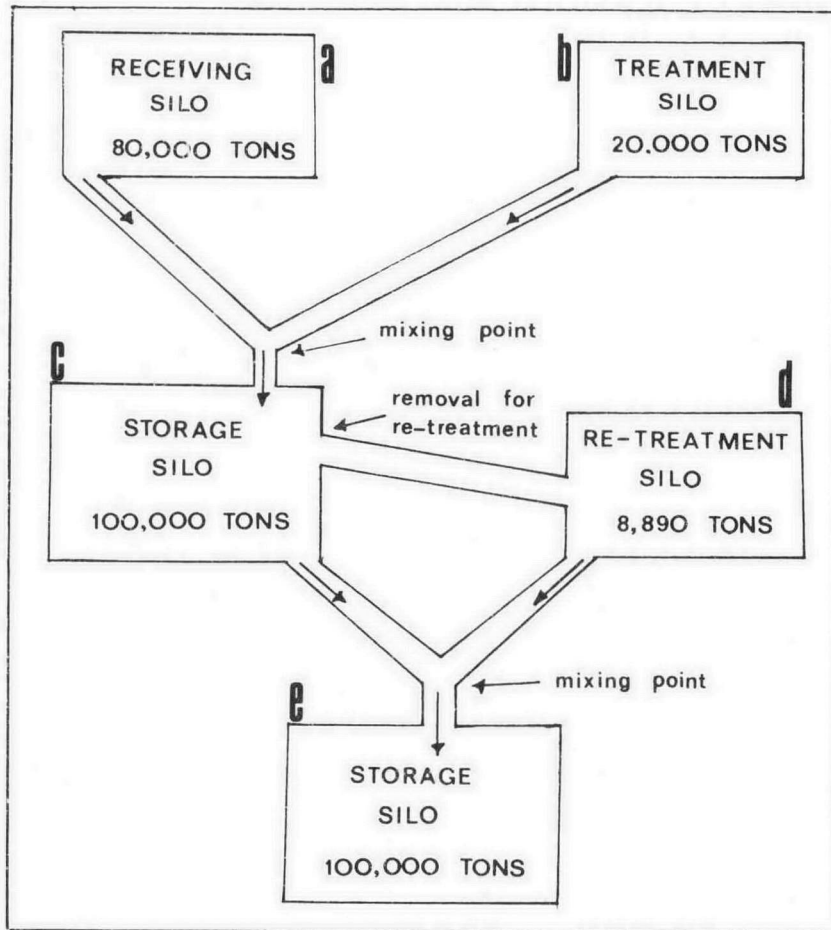 a
RECEIVING
SILO
80,000 TONS
b
TREATMENT
SILO
20.000 TONS
mixing point
c
STORAGE
SILO
100,000 TONS
removal for
re-treatment
d
RE-TREATMENT
SILO
8,890 TONS
mixing point
e
STORAGE
SILO
100,000 TONS